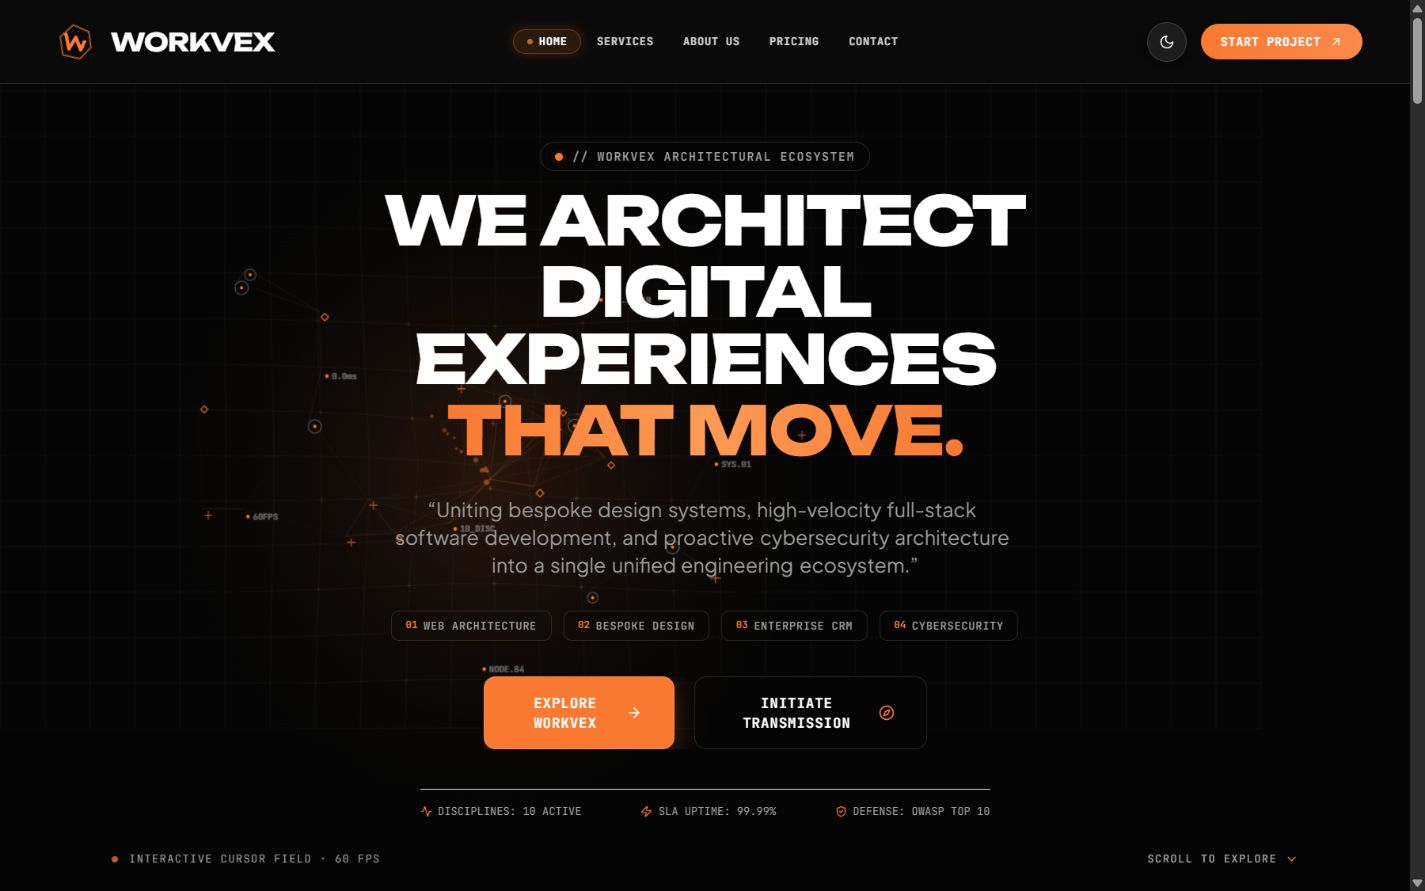 WORKVEX
HOME SERVICES ABOUT US PRICING CONTACT
START PROJECT
// WORKVEX ARCHITECTURAL ECOSYSTEM
WE ARCHITECT
DIGITAL
EXPERIENCES
THAT MOVE.
0.0ms
SYS.01
60FPS
10_DISC
“Uniting bespoke design systems, high-velocity full-stack
software development, and proactive cybersecurity architecture
into a single unified engineering ecosystem.”
01 WEB ARCHITECTURE 02 BESPOKE DESIGN 03 ENTERPRISE CRM 04 CYBERSECURITY
NODE.84
EXPLORE
WORKVEX
INITIATE
TRANSMISSION
DISCIPLINES: 10 ACTIVE SLA UPTIME: 99.99% DEFENSE: OWASP TOP 10
INTERACTIVE CURSOR FIELD · 60 FPS
SCROLL TO EXPLORE